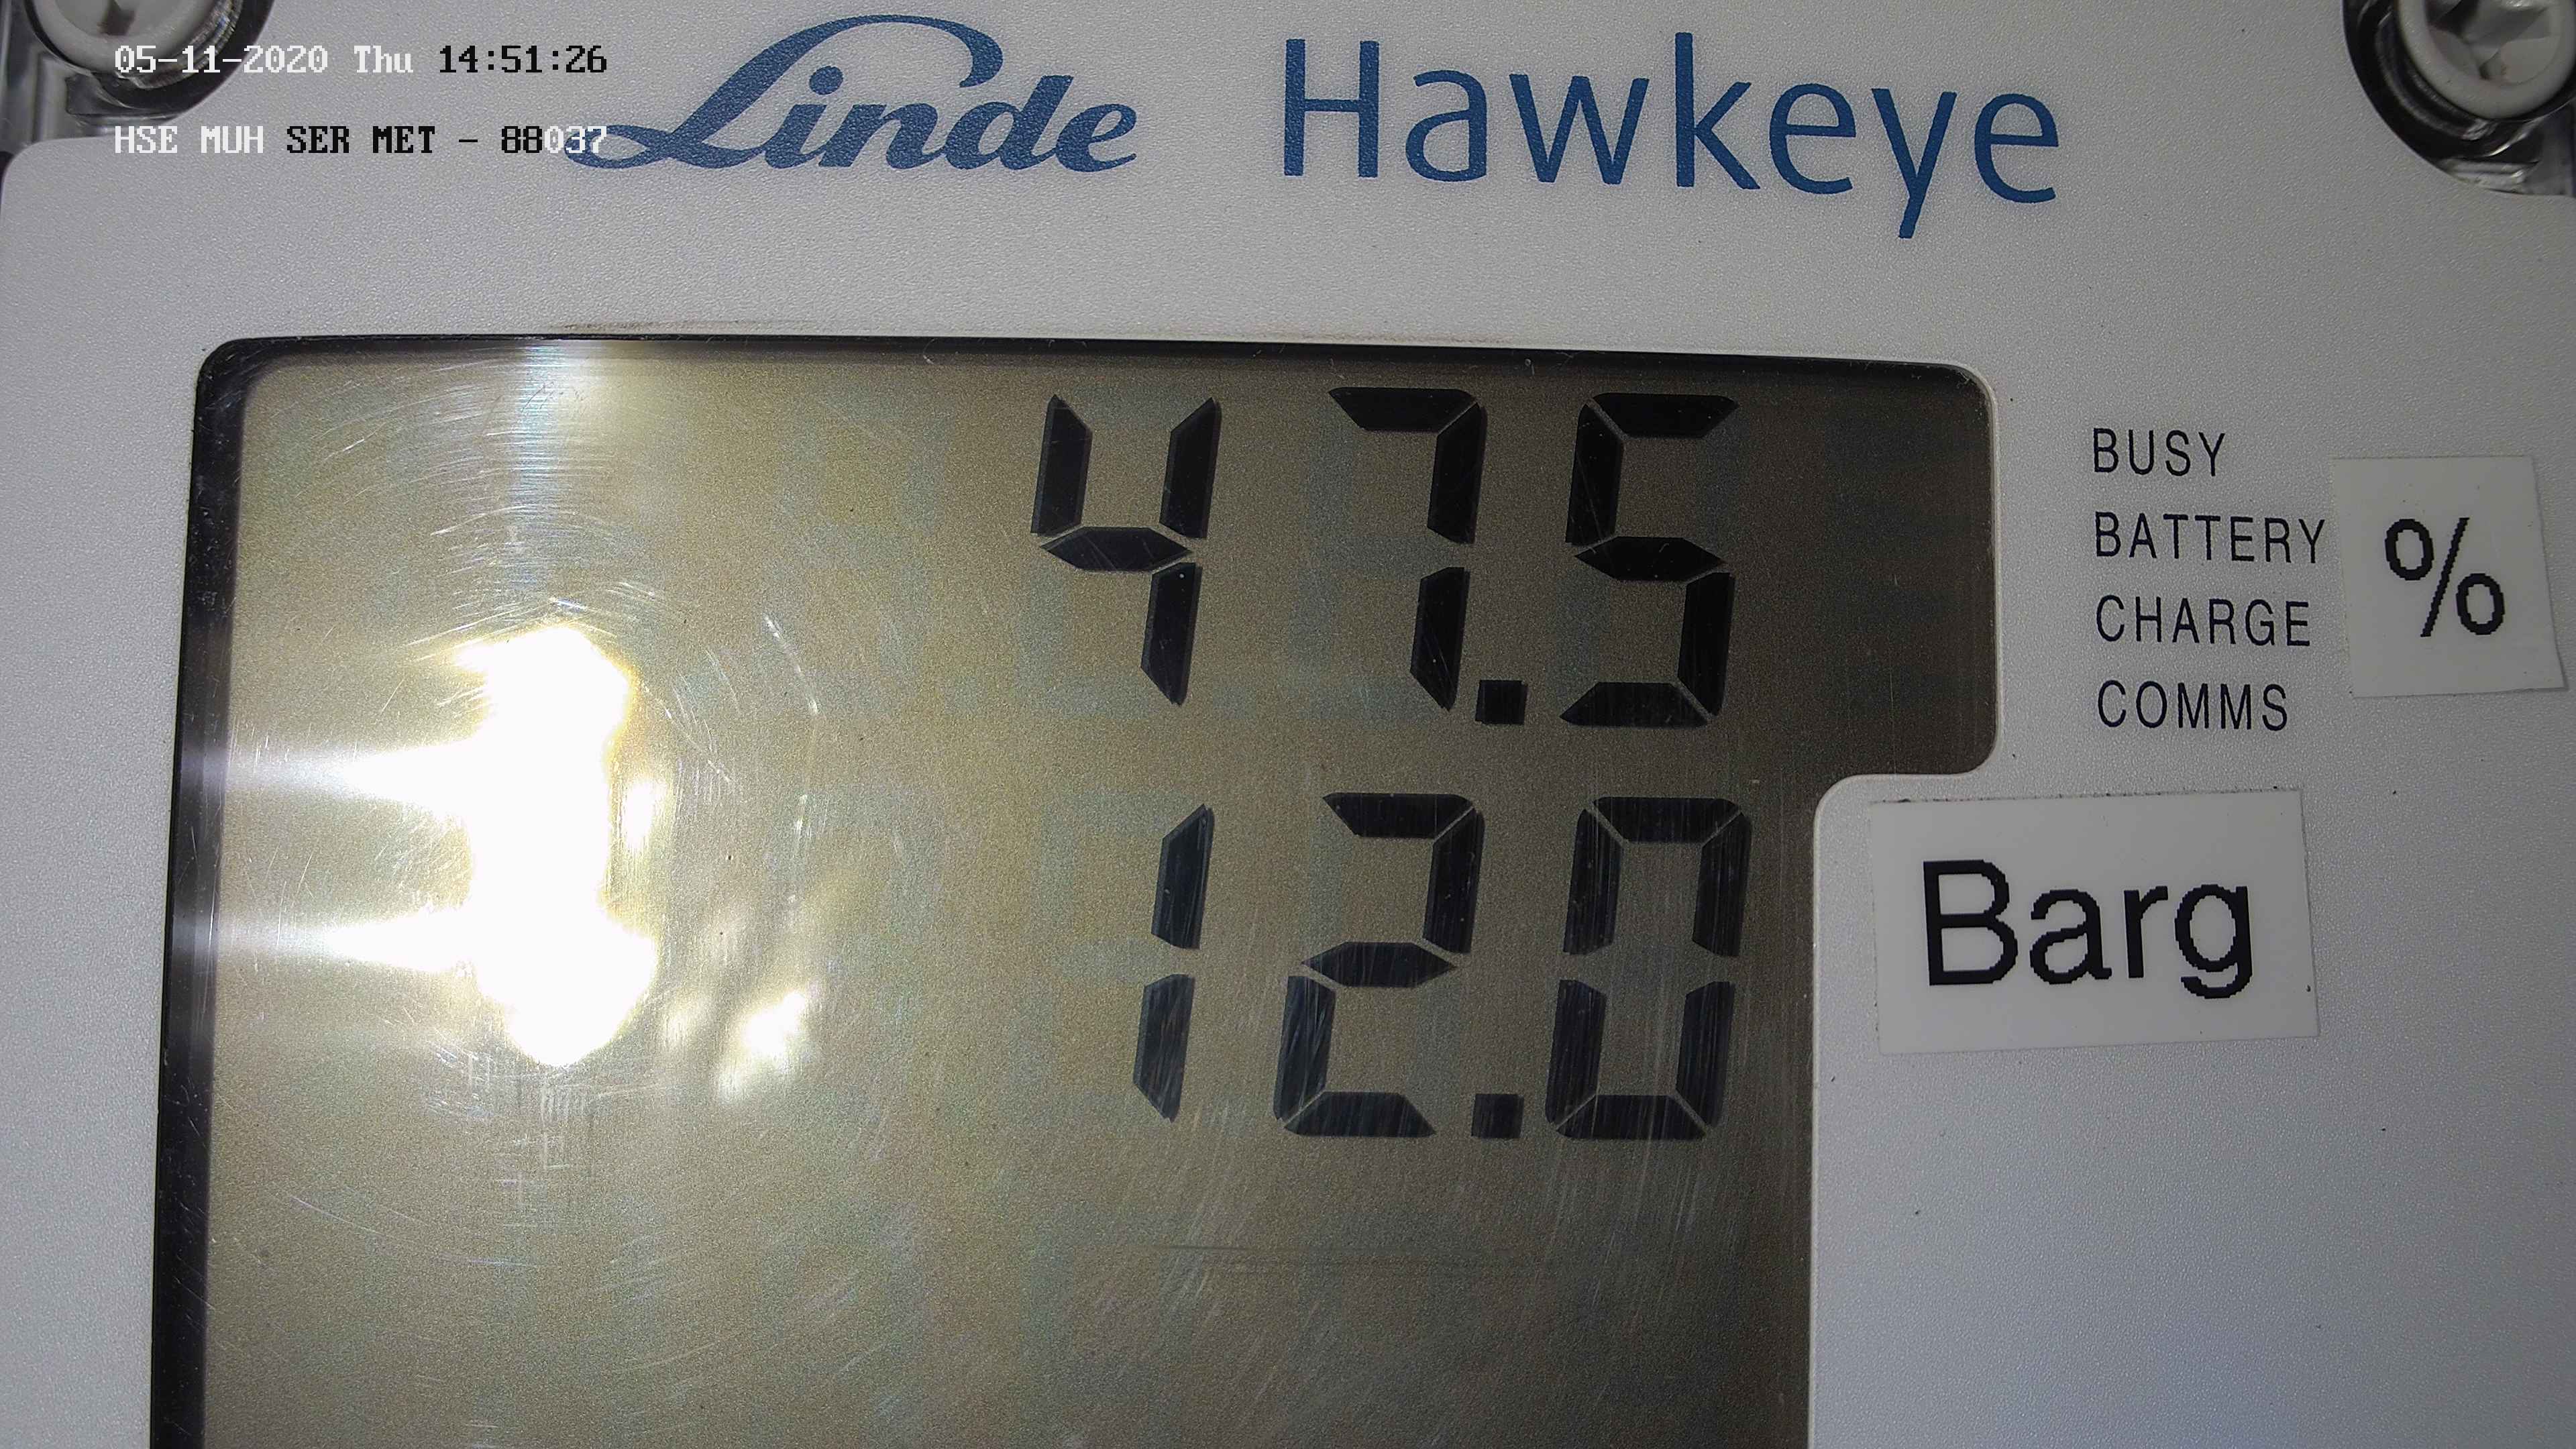 05-11-2020 Thu 14:51:26
HSE MUH SER MET - 88037
Linde Hawkeye
47.5
BUSY
BATTERY
CHARGE
COMMS
%
12.0
Barg